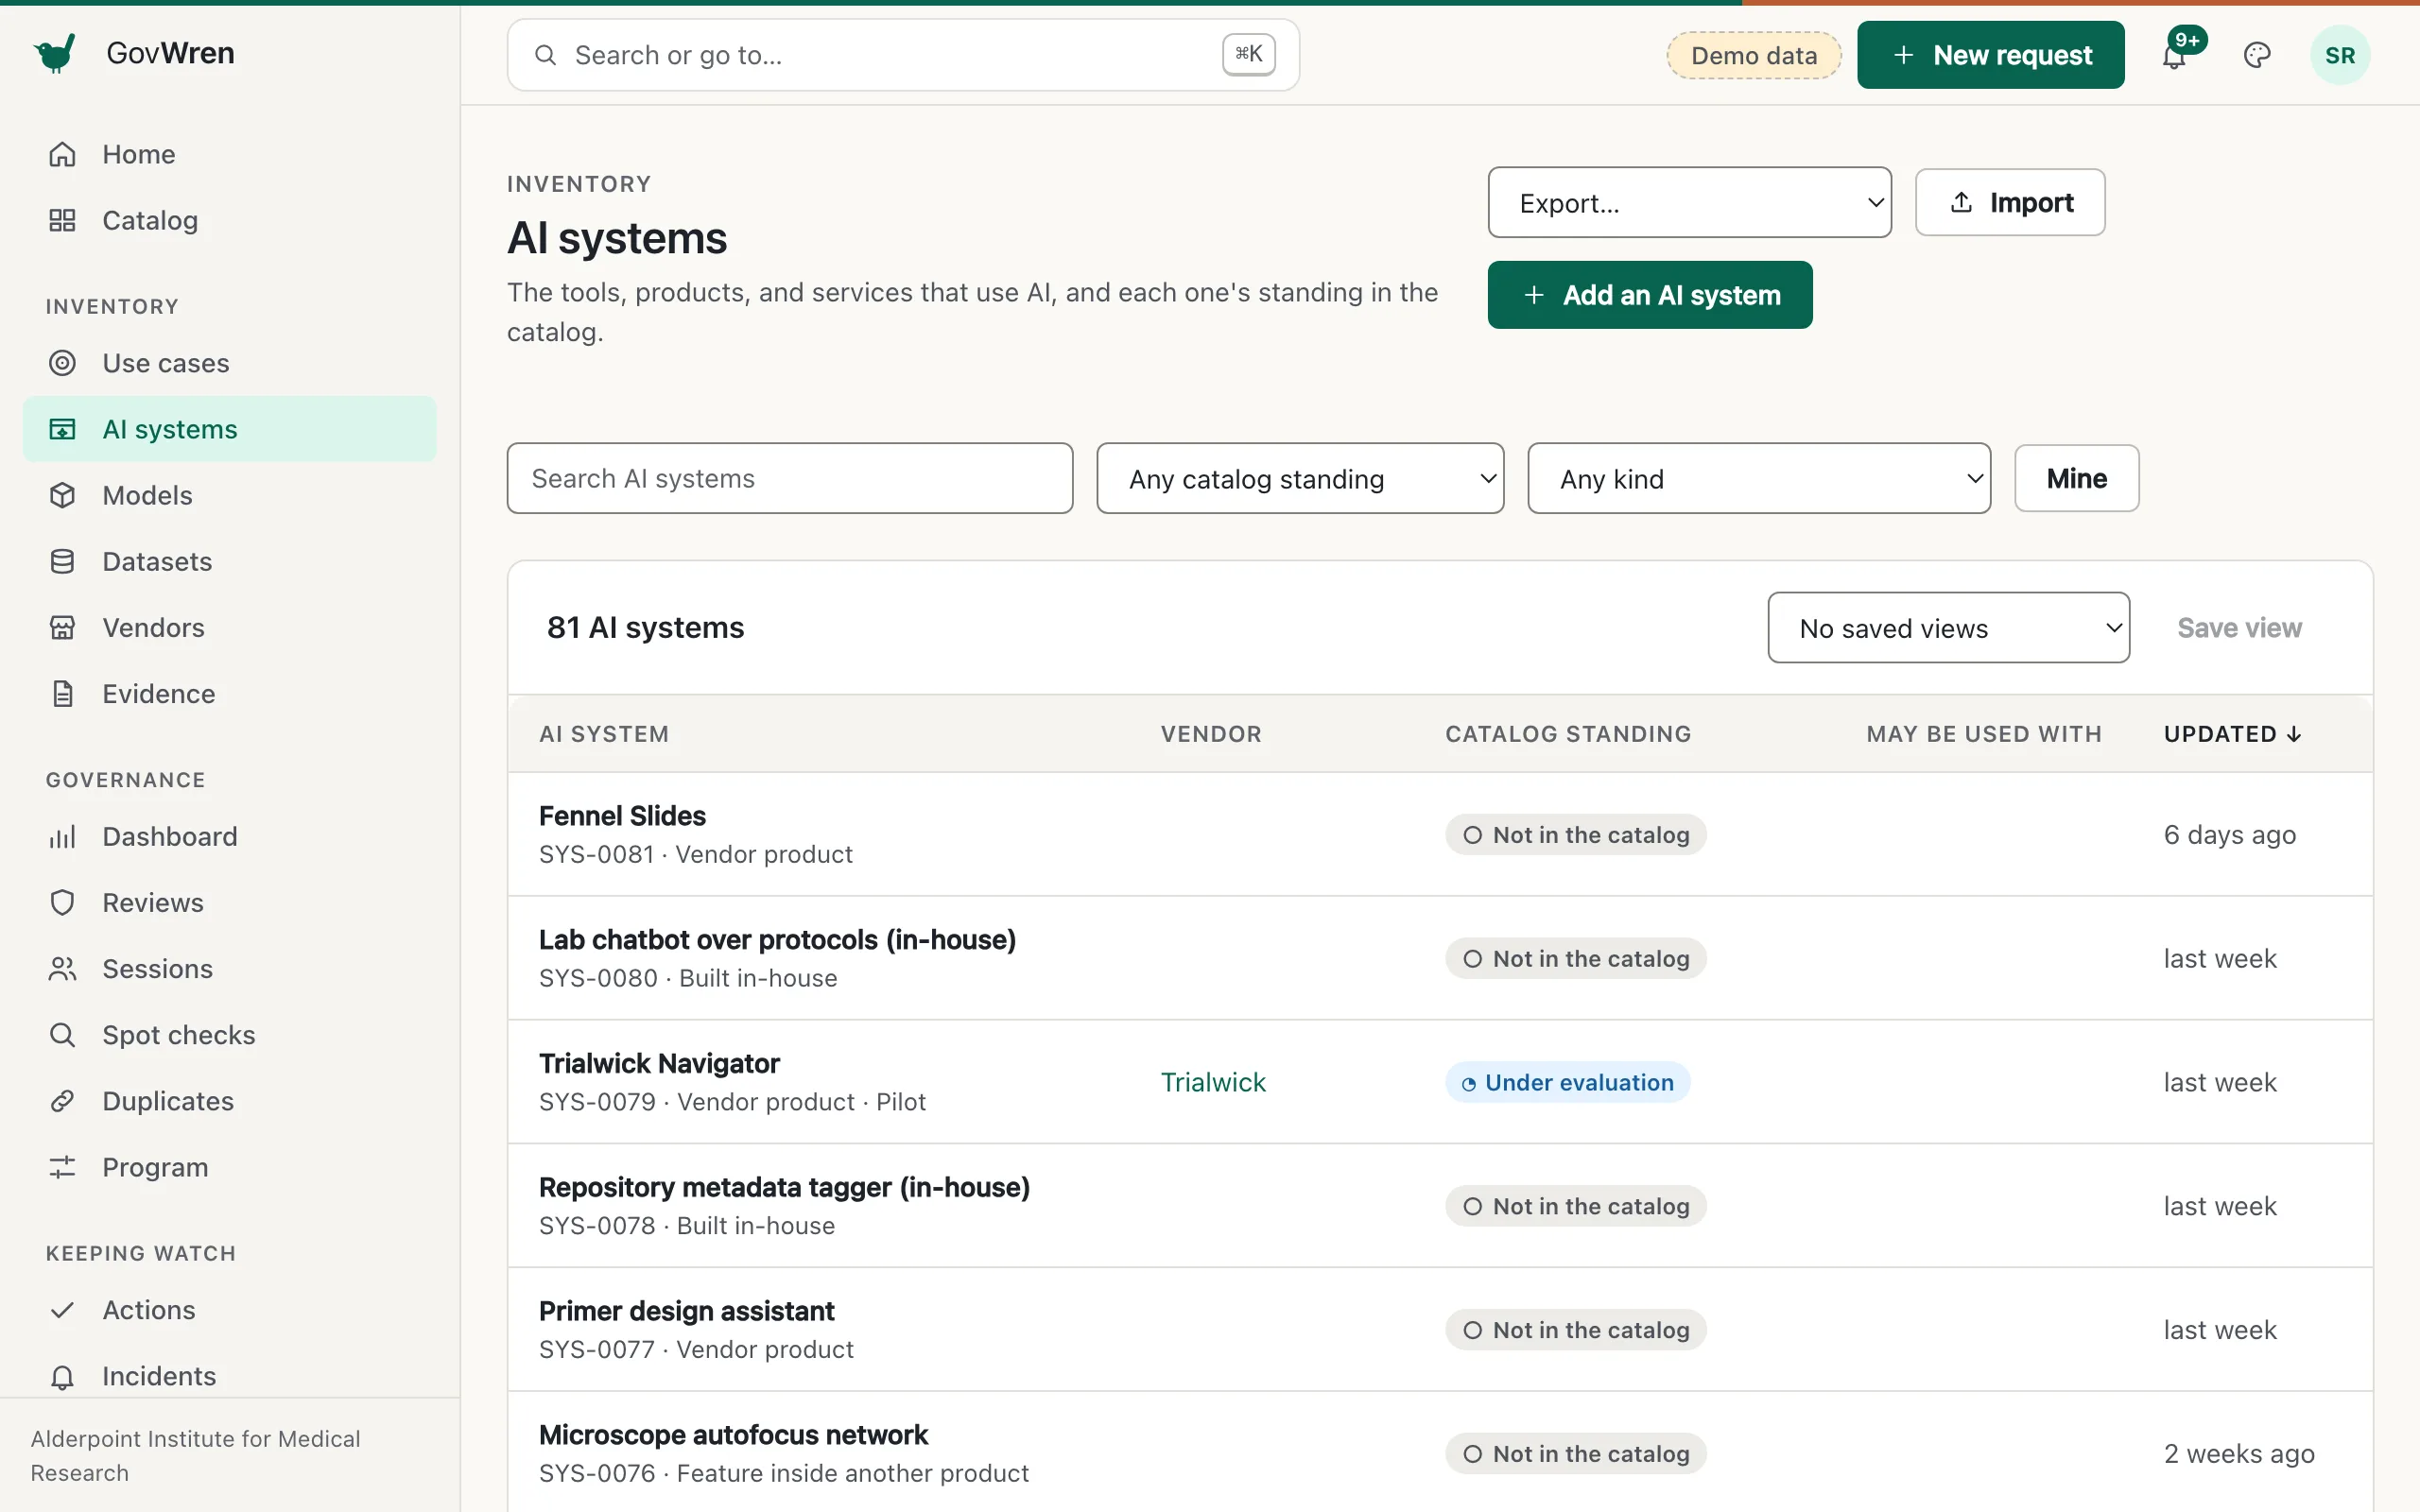 GovWren
Search or go to...
⌘K
Demo data
New request
9+
SR
Home
Catalog
INVENTORY
Use cases
AI systems
Models
Datasets
Vendors
Evidence
GOVERNANCE
Dashboard
Reviews
Sessions
Spot checks
Duplicates
Program
KEEPING WATCH
Actions
Incidents
Alderpoint Institute for Medical
Research
INVENTORY
AI systems
The tools, products, and services that use AI, and each one's standing in the
catalog.
Export...
Import
Add an AI system
Search AI systems
Any catalog standing
Any kind
Mine
81 AI systems
No saved views
Save view
AI SYSTEM VENDOR CATALOG STANDING MAY BE USED WITH UPDATED ↓
Fennel Slides
SYS-0081 · Vendor product
Not in the catalog
6 days ago
Lab chatbot over protocols (in-house)
SYS-0080 · Built in-house
Not in the catalog
last week
Trialwick Navigator
SYS-0079 · Vendor product · Pilot
Trialwick
Under evaluation
last week
Repository metadata tagger (in-house)
SYS-0078 · Built in-house
Not in the catalog
last week
Primer design assistant
SYS-0077 · Vendor product
Not in the catalog
last week
Microscope autofocus network
SYS-0076 · Feature inside another product
Not in the catalog
2 weeks ago